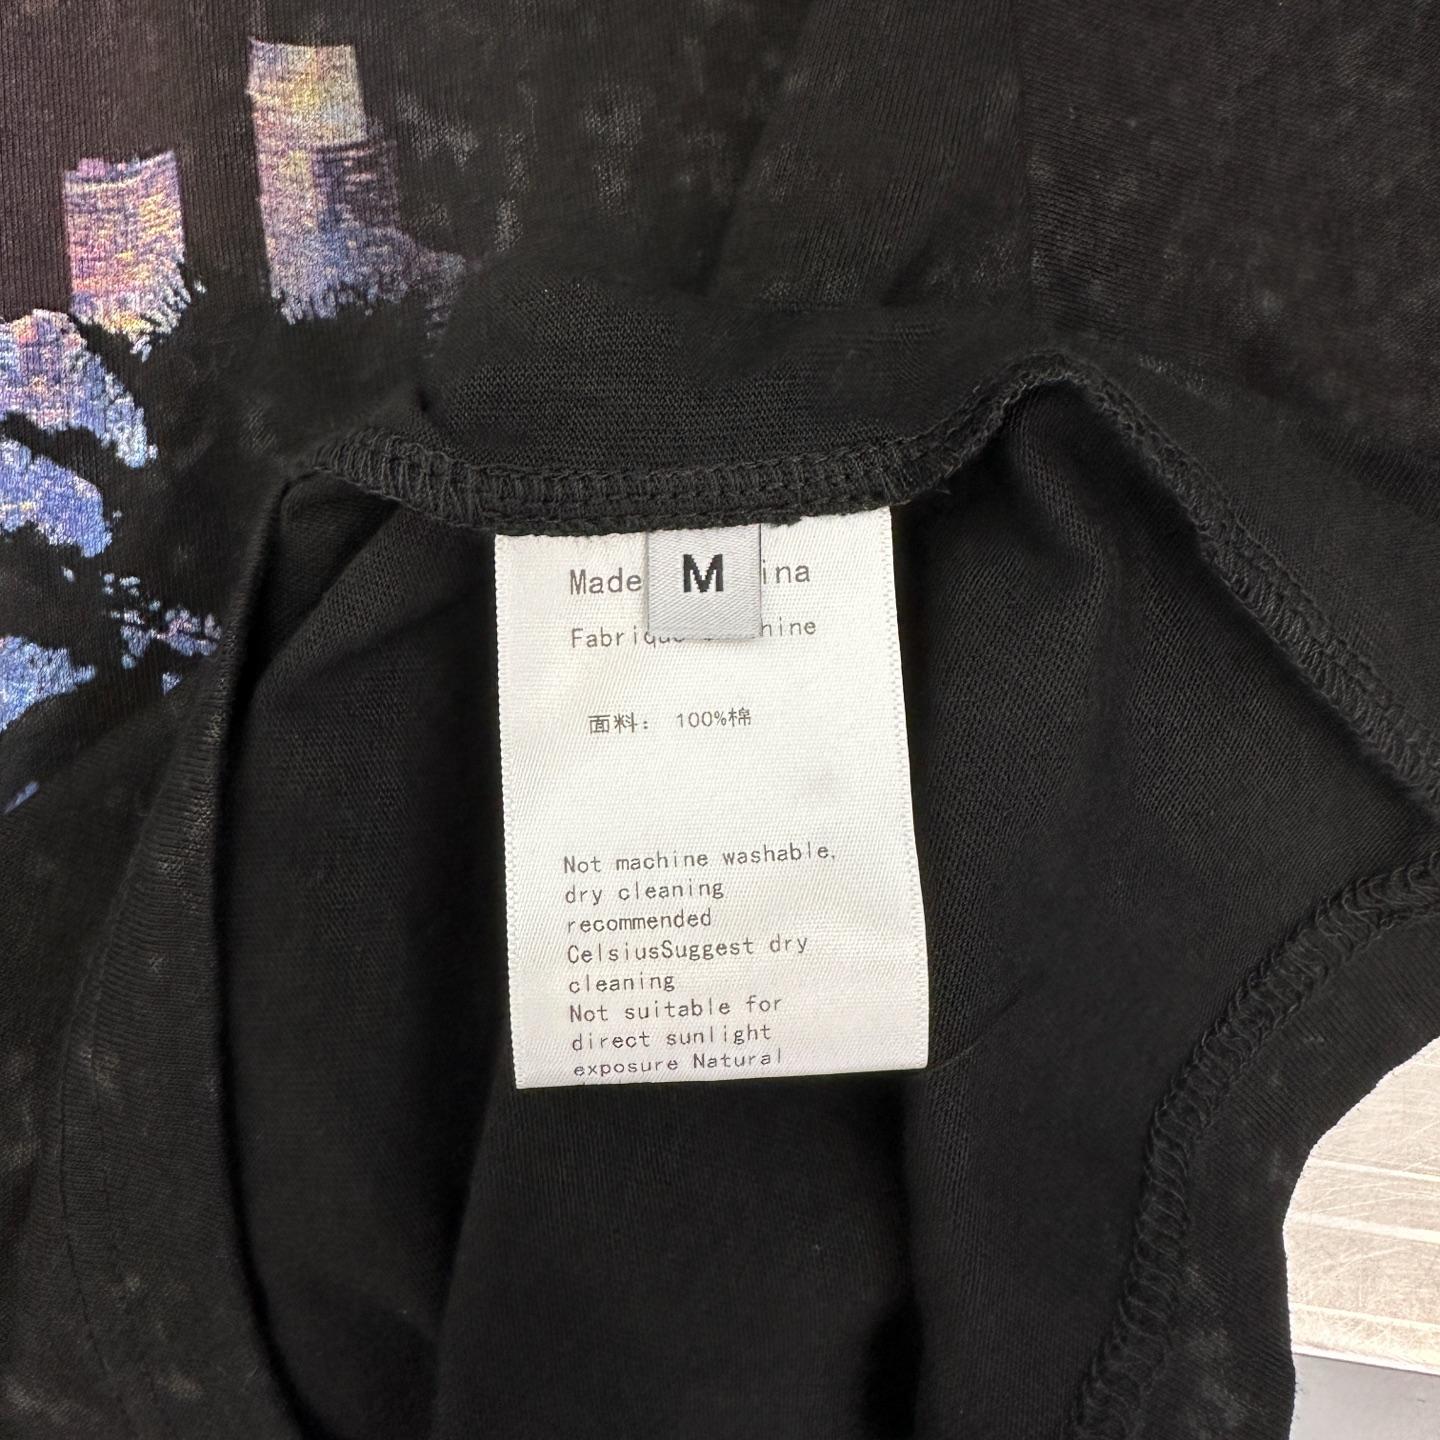 M
Made ina
Fabrique hine
面料: 100%棉
Not machine washable,
dry cleaning
recommended
CelsiusSuggest dry
cleaning
Not suitable for
direct sunlight
exposure Natural